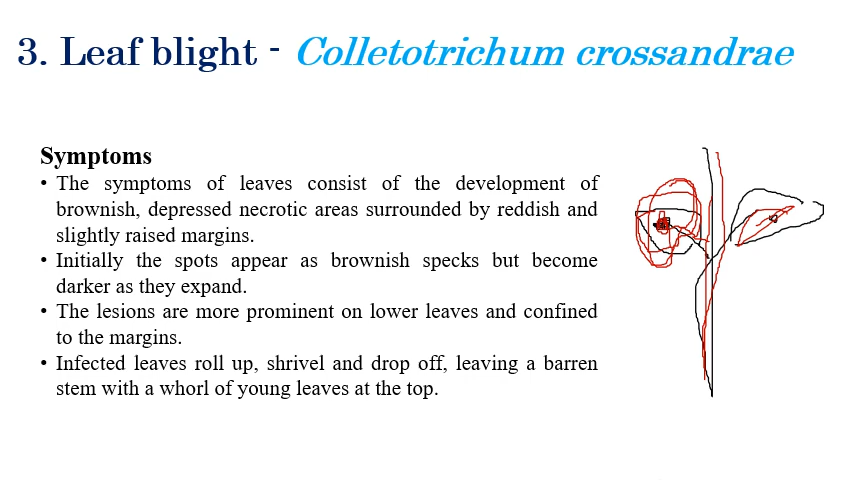 3. Leaf blight - Colletotrichum crossandrae
Symptoms
• The symptoms of leaves consist of the development of
brownish, depressed necrotic areas surrounded by reddish and
slightly raised margins.
• Initially the spots appear as brownish specks but become
darker as they expand.
• The lesions are more prominent on lower leaves and confined
to the margins.
• Infected leaves roll up, shrivel and drop off, leaving a barren
stem with a whorl of young leaves at the top.